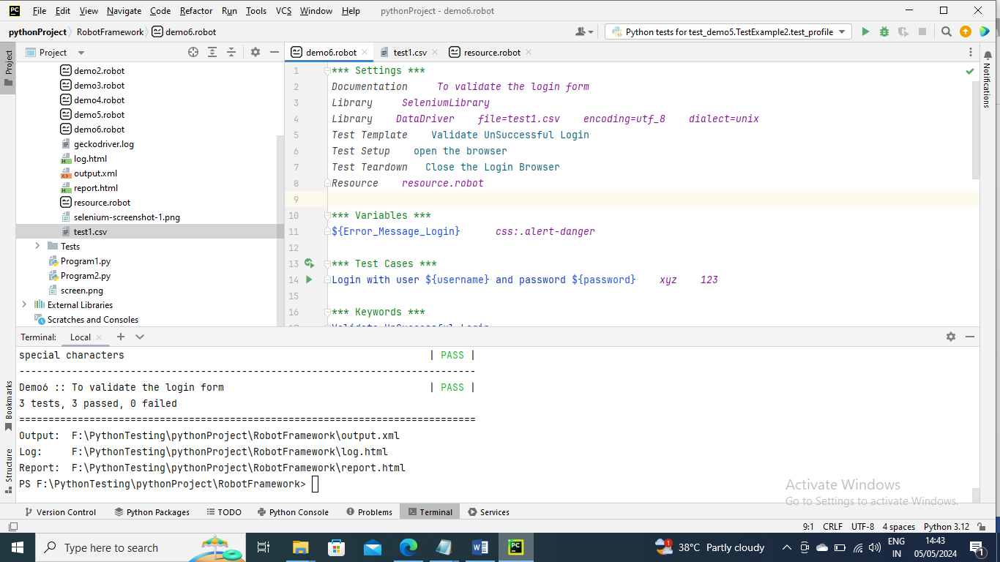 PC File Edit View Navigate Code Refactor Run Tools VCS Window Help pythonProject - demo6.robot
pythonProject RobotFramework demo6.robot Python tests for test_demo5.TestExample2.test_profile
Project
Project
demo6.robot test1.csv resource.robot
Notifications
demo2.robot
demo3.robot
demo4.robot
demo5.robot
demo6.robot
geckodriver.log
log.html
output.xml
report.html
resource.robot
selenium-screenshot-1.png
test1.csv
Tests
Program1.py
Program2.py
screen.png
External Libraries
Scratches and Consoles
1 *** Settings ***
2 Documentation To validate the login form
3 Library SeleniumLibrary
4 Library DataDriver file=test1.csv encoding=utf_8 dialect=unix
5 Test Template Validate UnSuccessful Login
6 Test Setup open the browser
7 Test Teardown Close the Login Browser
8 Resource resource.robot
9
10 *** Variables ***
11 ${Error_Message_Login} css:.alert-danger
12
13 *** Test Cases ***
14 Login with user ${username} and password ${password} xyz 123
15
16 *** Keywords ***
17 Validate UnSuccessful Login
Terminal: Local
special characters | PASS |
------------------------------------------------------------------------------
Demo6 :: To validate the login form | PASS |
3 tests, 3 passed, 0 failed
==============================================================================
Output: F:\PythonTesting\pythonProject\RobotFramework\output.xml
Log: F:\PythonTesting\pythonProject\RobotFramework\log.html
Report: F:\PythonTesting\pythonProject\RobotFramework\report.html
PS F:\PythonTesting\pythonProject\RobotFramework>
Bookmarks
Structure
Activate Windows
Go to Settings to activate Windows.
Version Control Python Packages TODO Python Console Problems Terminal Services
9:1 CRLF UTF-8 4 spaces Python 3.12
Type here to search
PC
1
38°C Partly cloudy
ENG
IN
14:43
05/05/2024
1